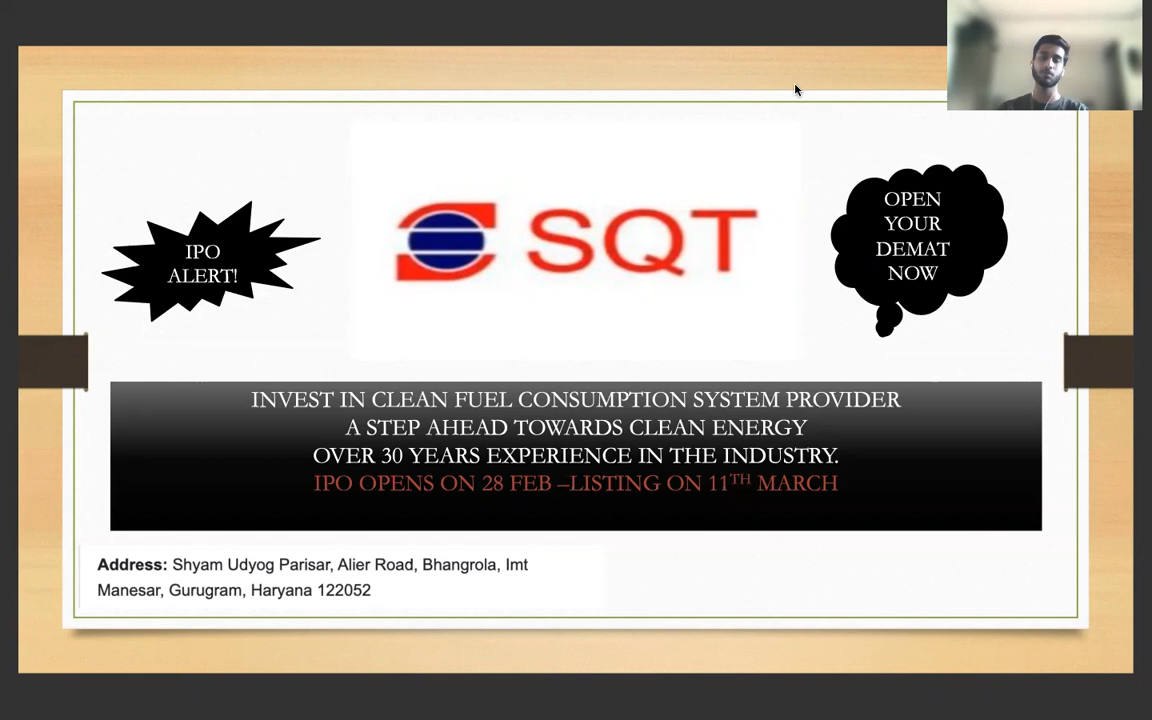 IPO
ALERT!
SQT
OPEN
YOUR
DEMAT
NOW
INVEST IN CLEAN FUEL CONSUMPTION SYSTEM PROVIDER
A STEP AHEAD TOWARDS CLEAN ENERGY
OVER 30 YEARS EXPERIENCE IN THE INDUSTRY.
IPO OPENS ON 28 FEB –LISTING ON 11TH MARCH
Address: Shyam Udyog Parisar, Alier Road, Bhangrola, Imt
Manesar, Gurugram, Haryana 122052